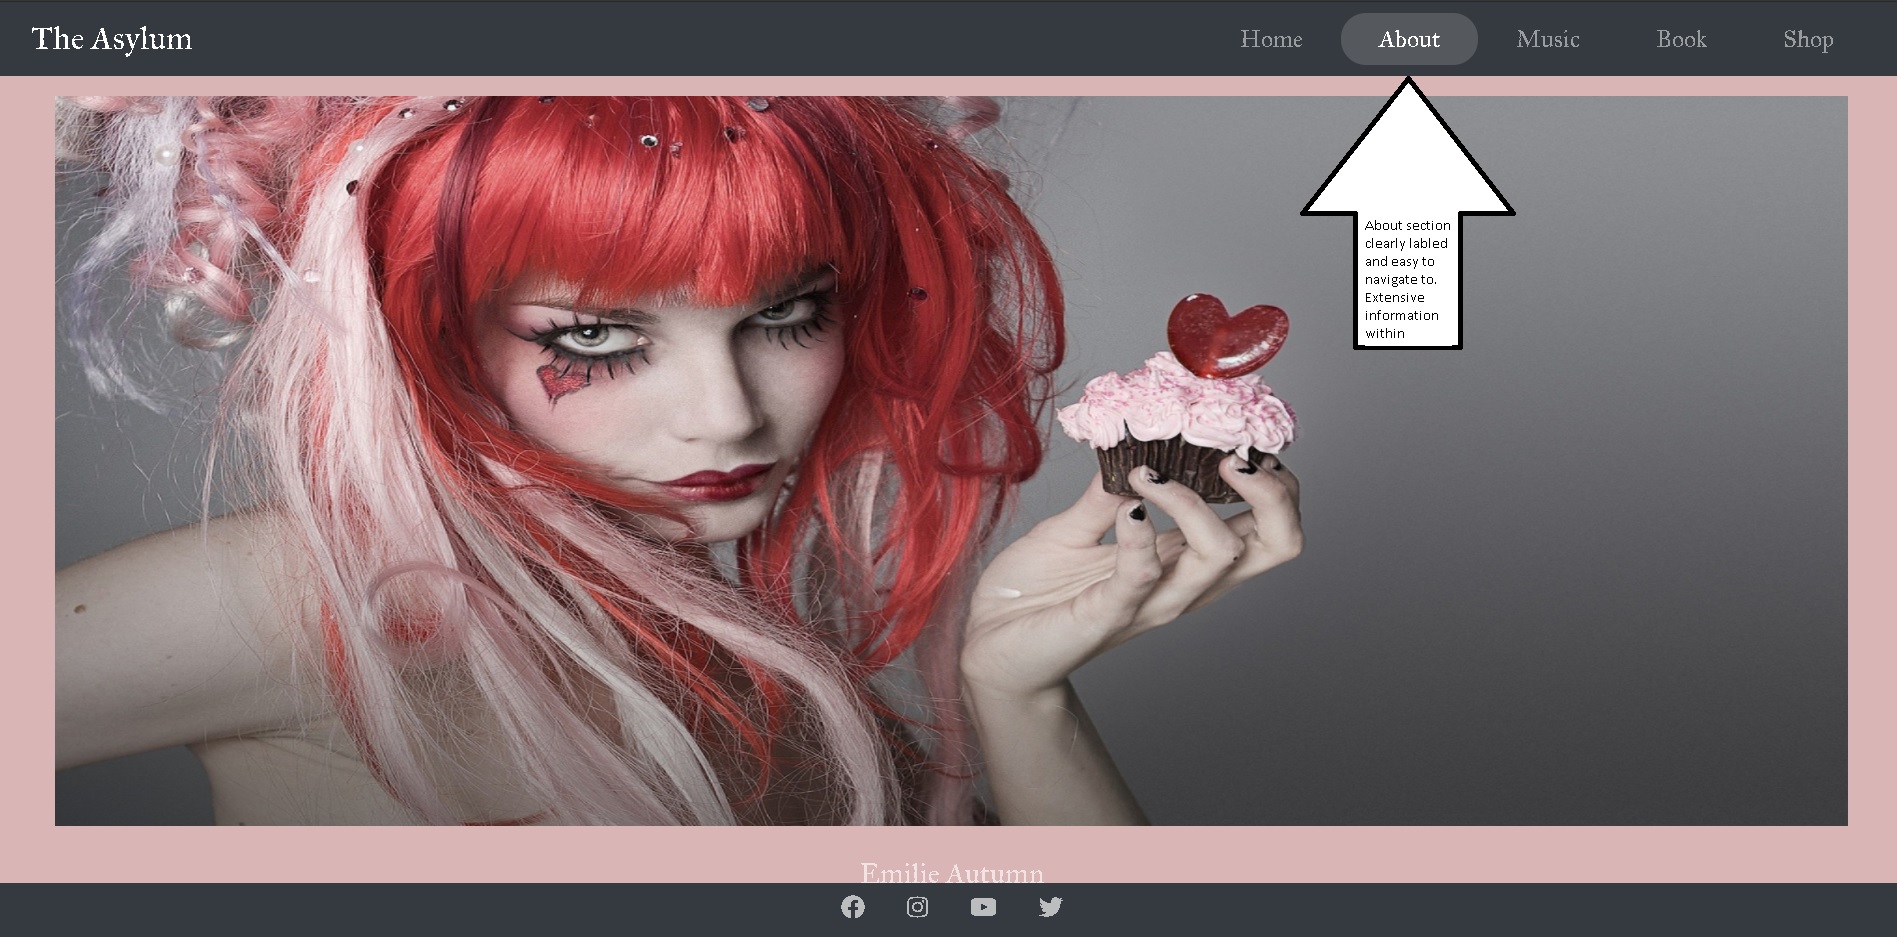 The Asylum
Home About Music Book Shop
About section
clearly labled
and easy to
navigate to.
Extensive
information
within
Emilie Autumn